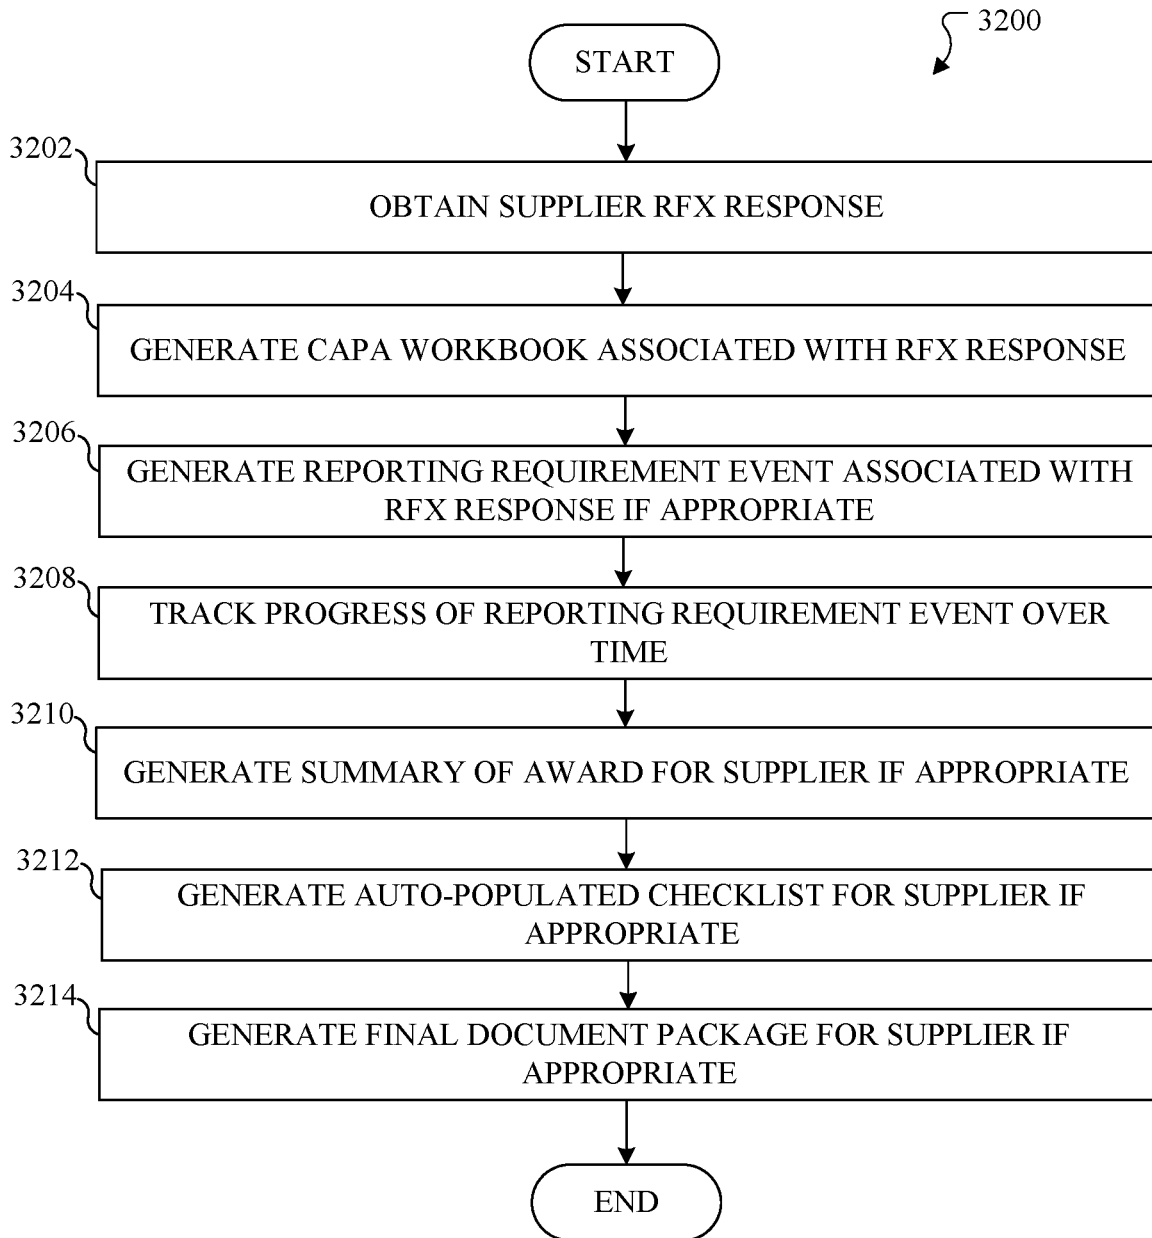 START
3200
3202
OBTAIN SUPPLIER RFX RESPONSE
3204
GENERATE CAPA WORKBOOK ASSOCIATED WITH RFX RESPONSE
3206
GENERATE REPORTING REQUIREMENT EVENT ASSOCIATED WITH
RFX RESPONSE IF APPROPRIATE
3208
TRACK PROGRESS OF REPORTING REQUIREMENT EVENT OVER
TIME
3210
GENERATE SUMMARY OF AWARD FOR SUPPLIER IF APPROPRIATE
3212
GENERATE AUTO-POPULATED CHECKLIST FOR SUPPLIER IF
APPROPRIATE
3214
GENERATE FINAL DOCUMENT PACKAGE FOR SUPPLIER IF
APPROPRIATE
END